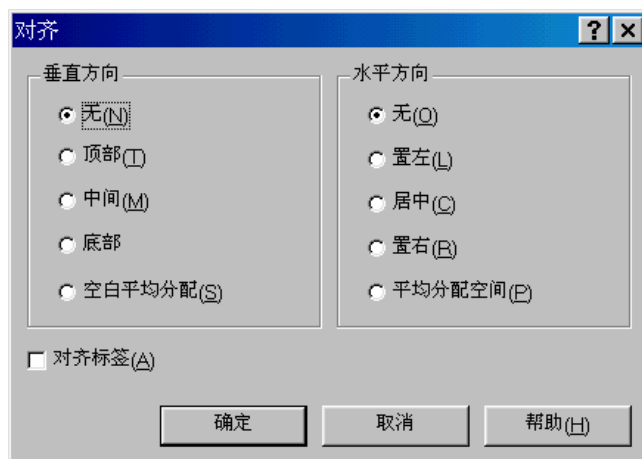 对齐
垂直方向
无(N)
顶部(T)
中间(M)
底部
空白平均分配(S)
水平方向
无(O)
置左(L)
居中(C)
置右(R)
平均分配空间(P)
对齐标签(A)
确定
取消
帮助(H)